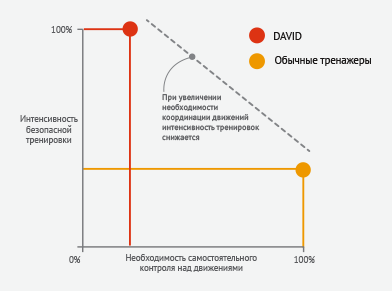 100%
DAVID
Обычные тренажеры
При увеличении
необходимости
координации движений
интенсивность тренировок
снижается
Интенсивность
безопасной
тренировки
0%
Необходимость самостоятельного
контроля над движениями
100%